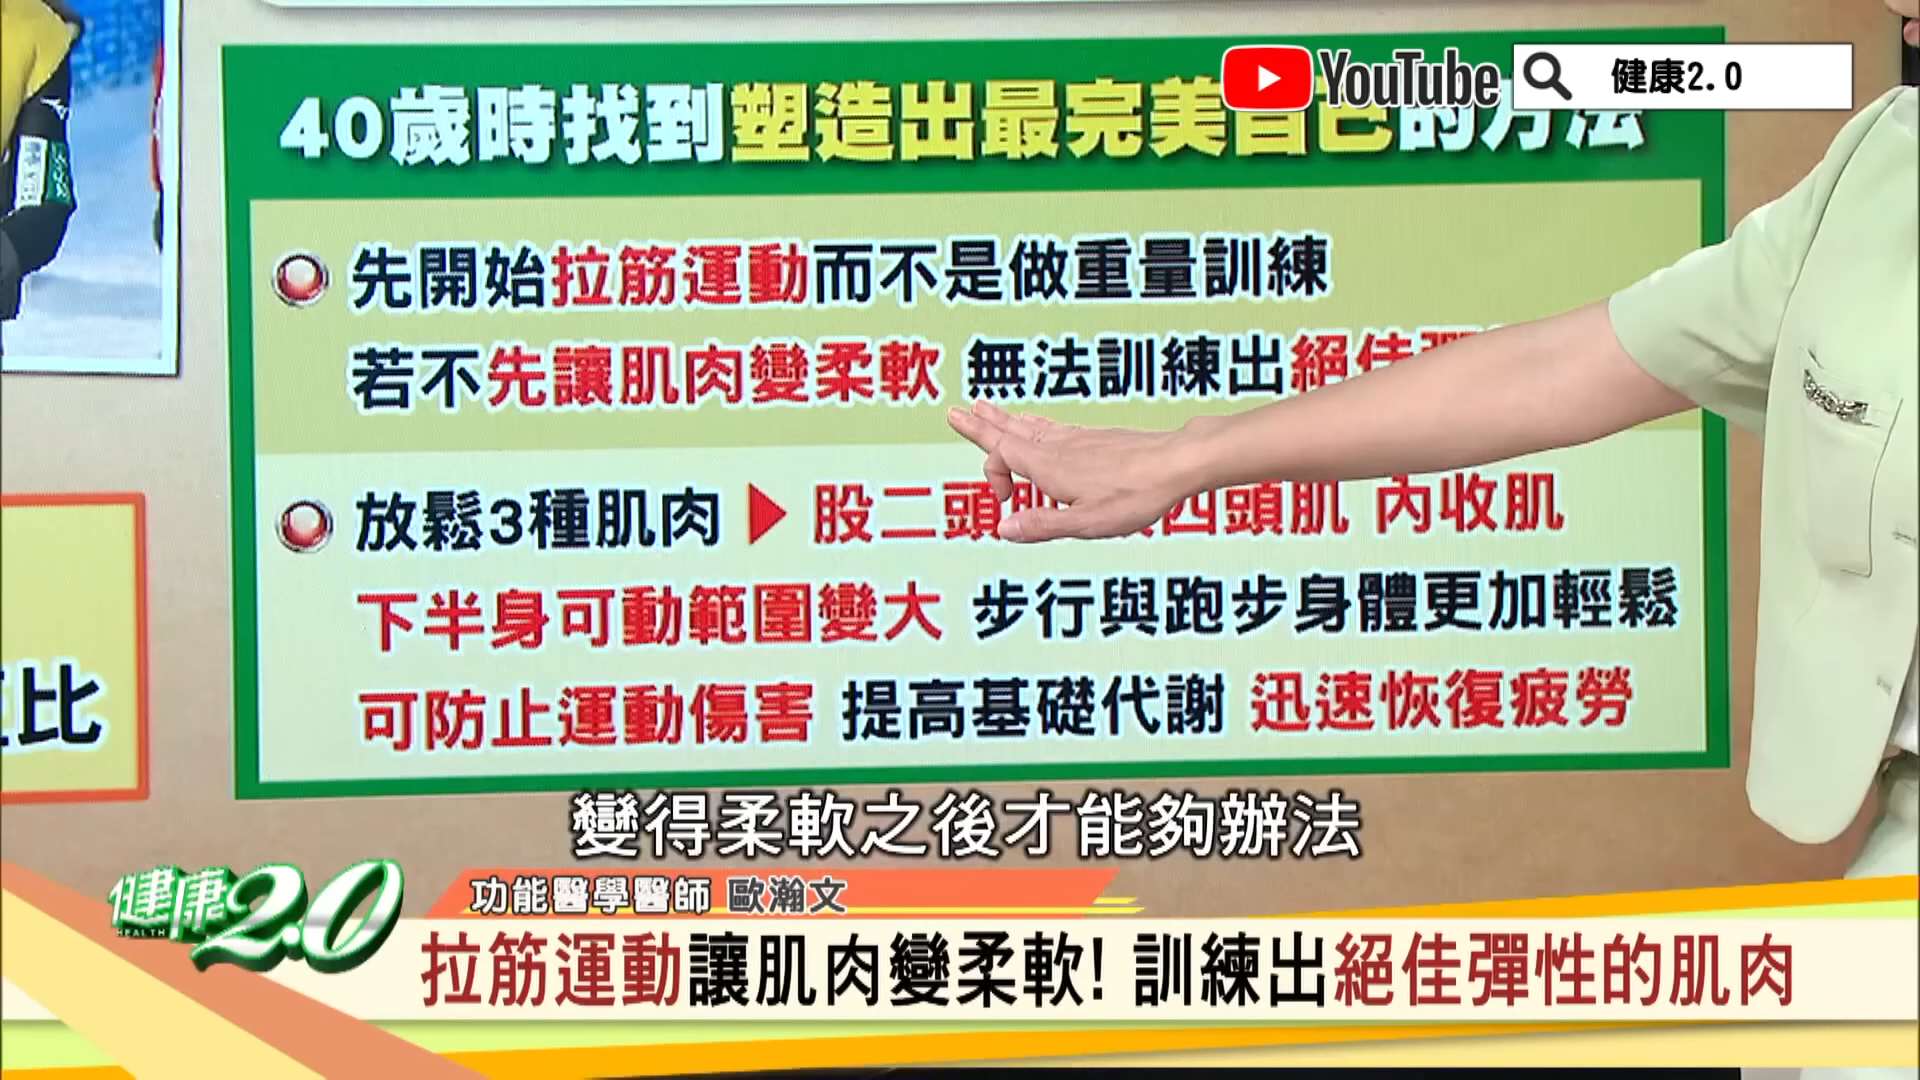 YouTube 健康2.0
40歲時找到塑造出最完美 的方法
先開始拉筋運動而不是做重量訓練
若不先讓肌肉變柔軟 無法訓練出絕佳
放鬆3種肌肉▶股二頭 四頭肌 內收肌
下半身可動範圍變大 步行與跑步身體更加輕鬆
可防止運動傷害 提高基礎代謝 迅速恢復疲勞
比
變得柔軟之後才能夠辦法
健康2.0
HEALTH
功能醫學醫師 歐瀚文
拉筋運動讓肌肉變柔軟! 訓練出絕佳彈性的肌肉